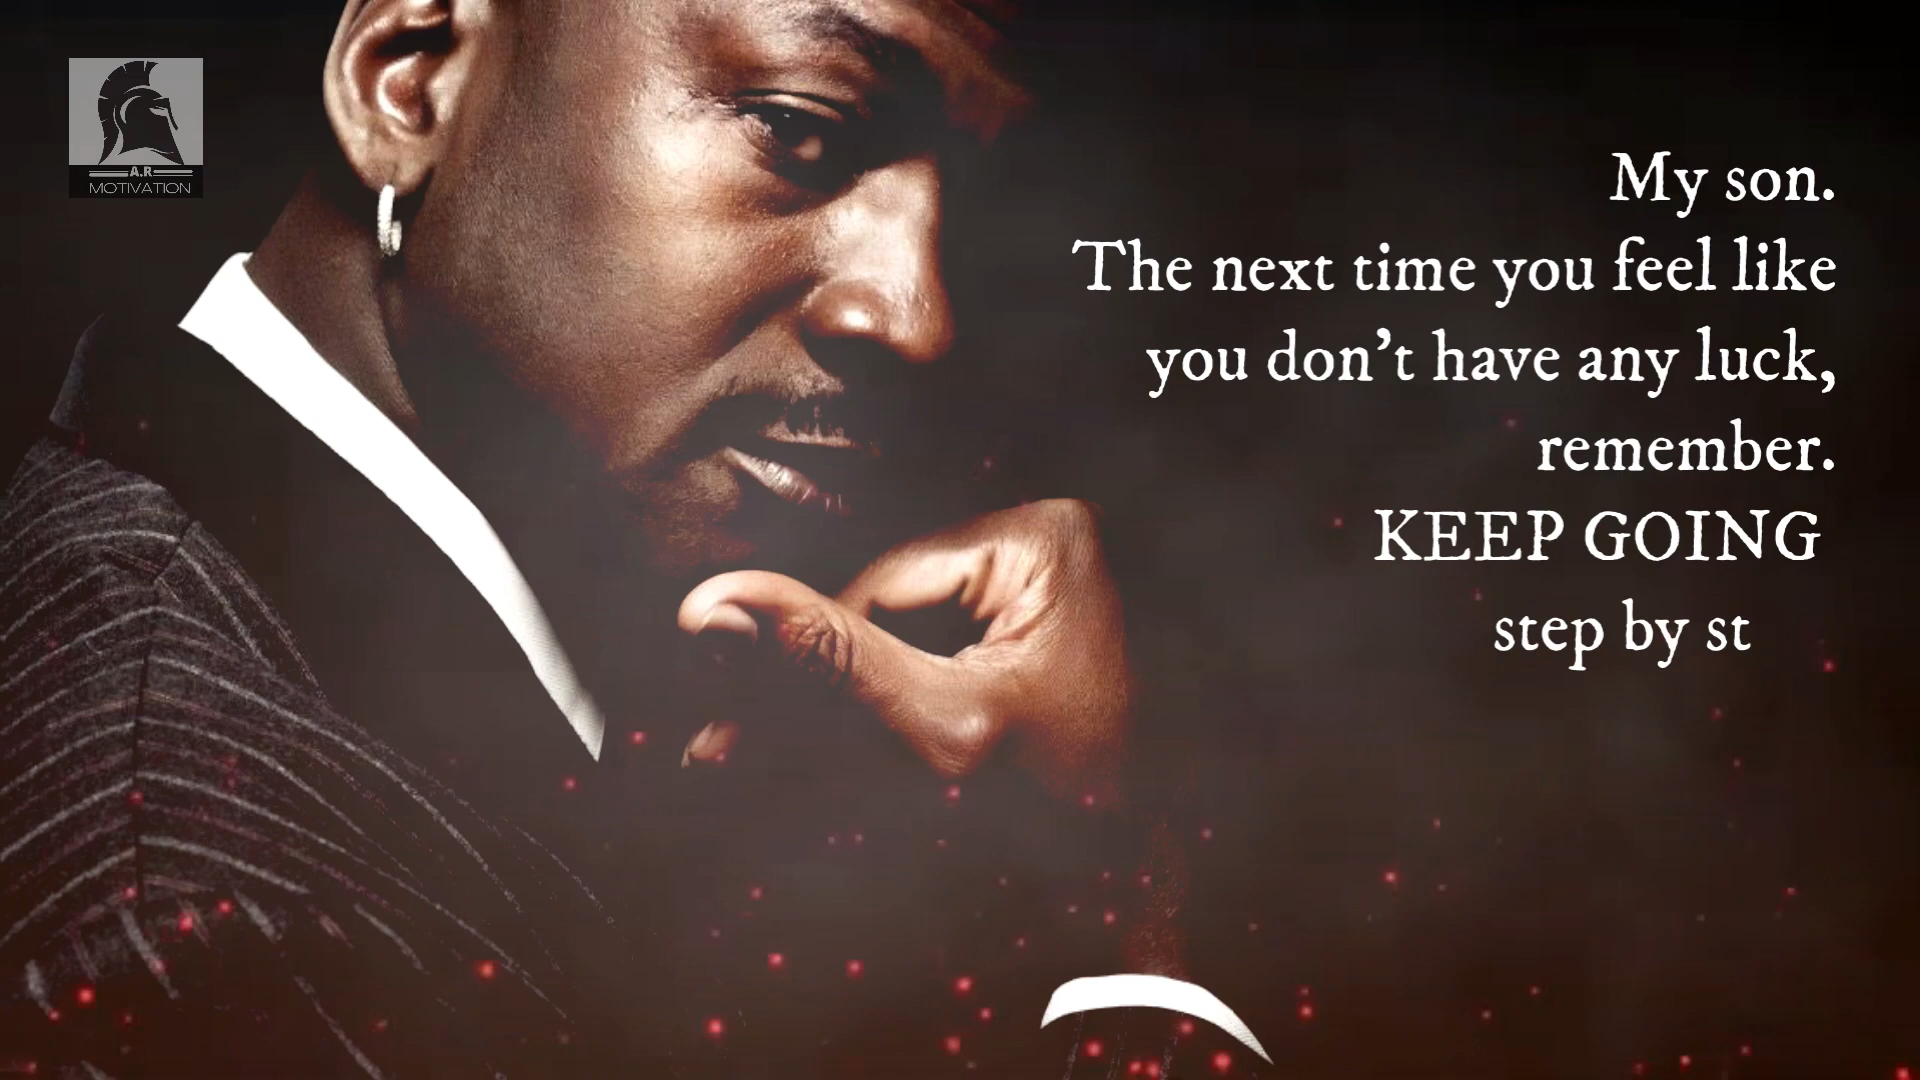 A.R
MOTIVATION
My son.
The next time you feel like
you don't have any luck,
remember.
KEEP GOING
step by st